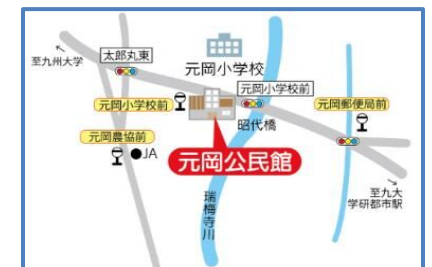 至九州大学
太郎丸東
元岡小学校
元岡小学校前
元岡小学校前
昭代橋
元岡郵便局前
元岡農協前
●JA
元岡公民館
瑞梅寺川
至九大
学研都市駅